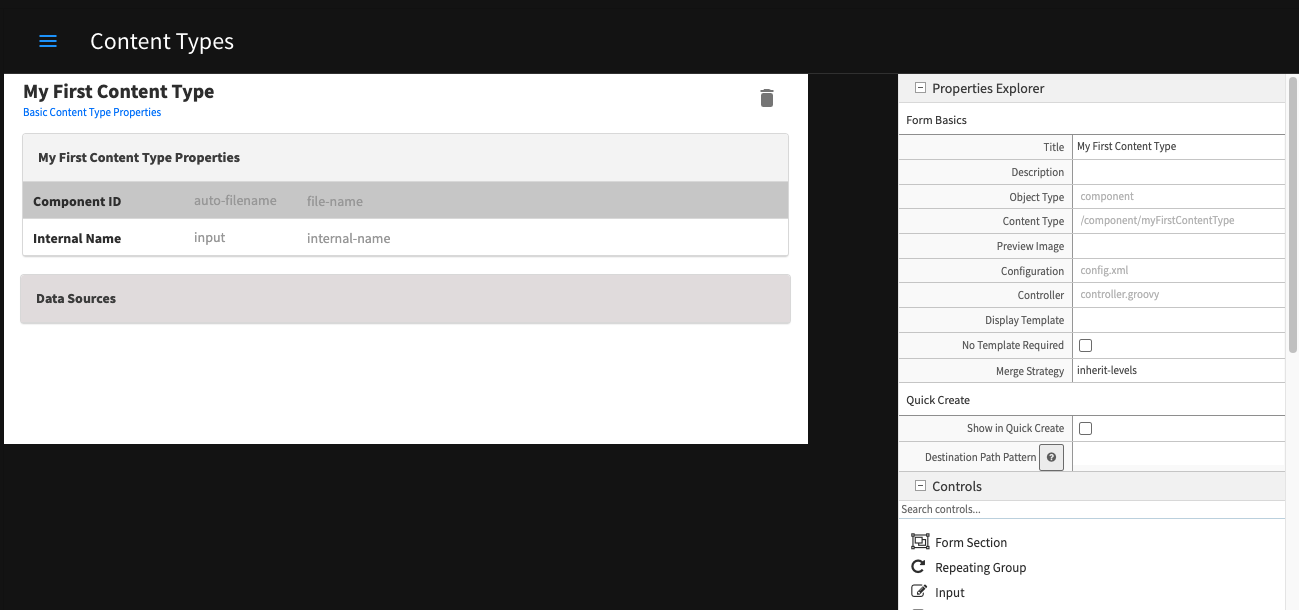 Content Types
My First Content Type
Basic Content Type Properties
My First Content Type Properties
Component ID auto-filename file-name
Internal Name input internal-name
Data Sources
Properties Explorer
Form Basics
Title My First Content Type
Description
Object Type component
Content Type /component/myFirstContentType
Preview Image
Configuration config.xml
Controller controller.groovy
Display Template
No Template Required
Merge Strategy inherit-levels
Quick Create
Show in Quick Create
Destination Path Pattern ?
Controls
Search controls...
Form Section
Repeating Group
Input